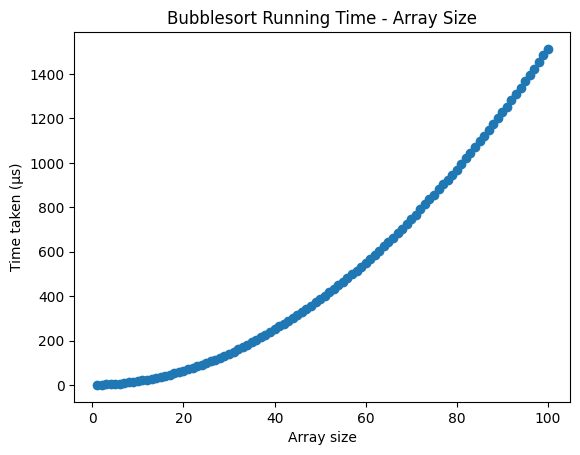 Bubblesort Running Time - Array Size
Time taken (µs)
1400
1200
1000
800
600
400
200
0
0 20 40 60 80 100
Array size